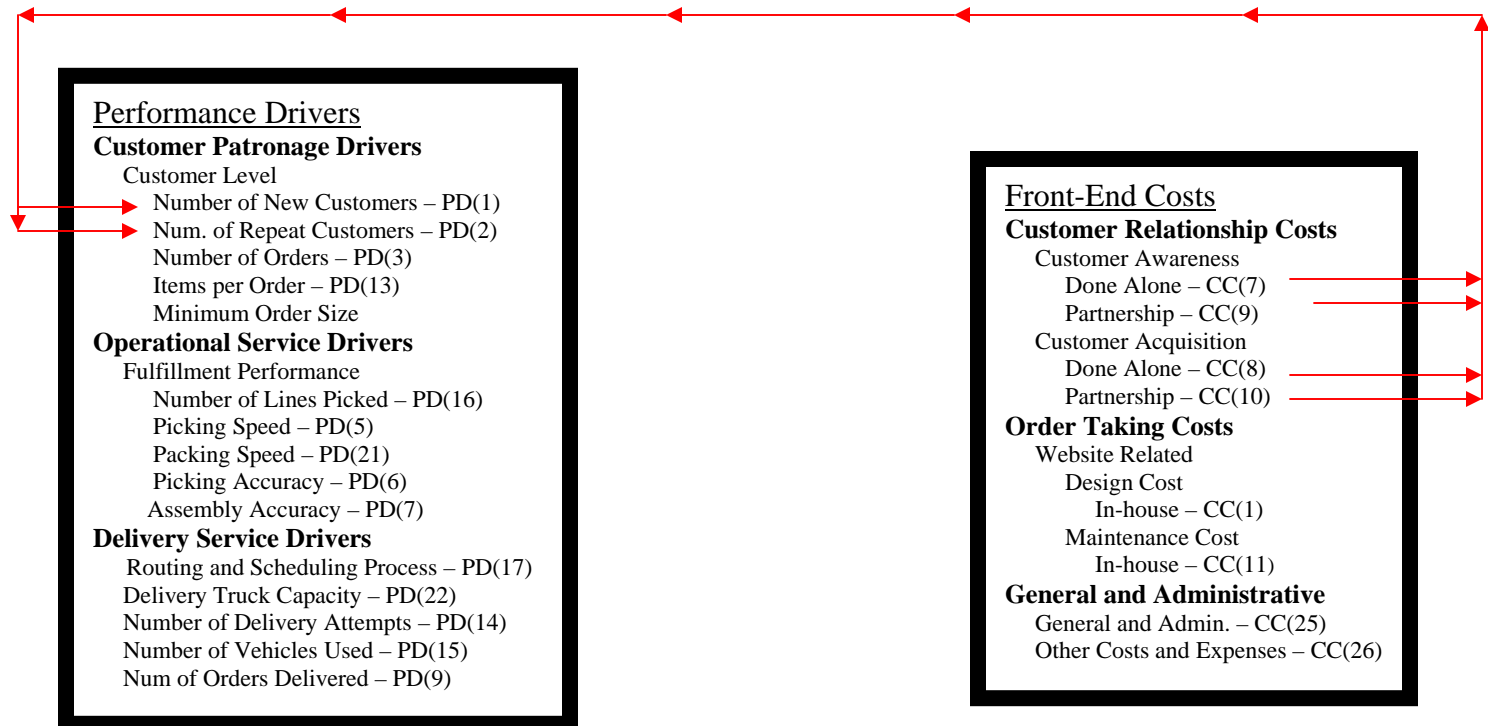 Performance Drivers
Customer Patronage Drivers
Customer Level
Number of New Customers – PD(1)
Num. of Repeat Customers – PD(2)
Number of Orders – PD(3)
Items per Order – PD(13)
Minimum Order Size
Operational Service Drivers
Fulfillment Performance
Number of Lines Picked – PD(16)
Picking Speed – PD(5)
Packing Speed – PD(21)
Picking Accuracy – PD(6)
Assembly Accuracy – PD(7)
Delivery Service Drivers
Routing and Scheduling Process – PD(17)
Delivery Truck Capacity – PD(22)
Number of Delivery Attempts – PD(14)
Number of Vehicles Used – PD(15)
Num of Orders Delivered – PD(9)
Front-End Costs
Customer Relationship Costs
Customer Awareness
Done Alone – CC(7)
Partnership – CC(9)
Customer Acquisition
Done Alone – CC(8)
Partnership – CC(10)
Order Taking Costs
Website Related
Design Cost
In-house – CC(1)
Maintenance Cost
In-house – CC(11)
General and Administrative
General and Admin. – CC(25)
Other Costs and Expenses – CC(26)